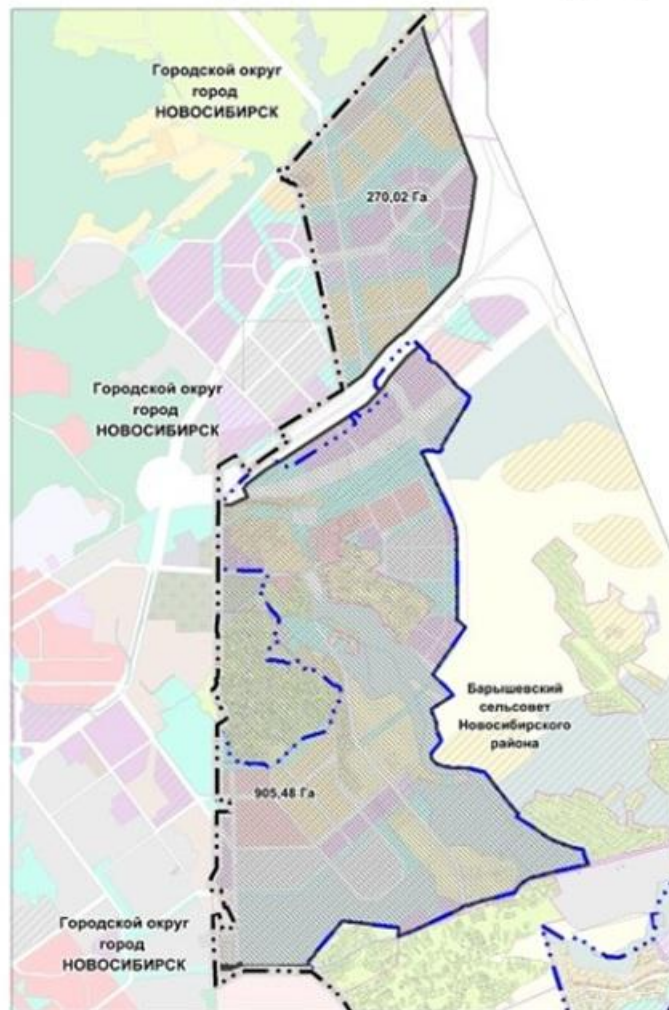 Городской округ
город
НОВОСИБИРСК
270,02 Га
Городской округ
город
НОВОСИБИРСК
Барышевский
сельсовет
Новосибирского
района
905,48 Га
Городской округ
город
НОВОСИБИРСК